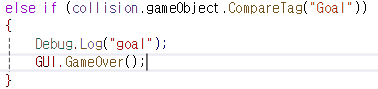 else if (collision.gameObject.CompareTag("Goal"))
{
    Debug.Log("goal");
    GUI.GameOver();
}